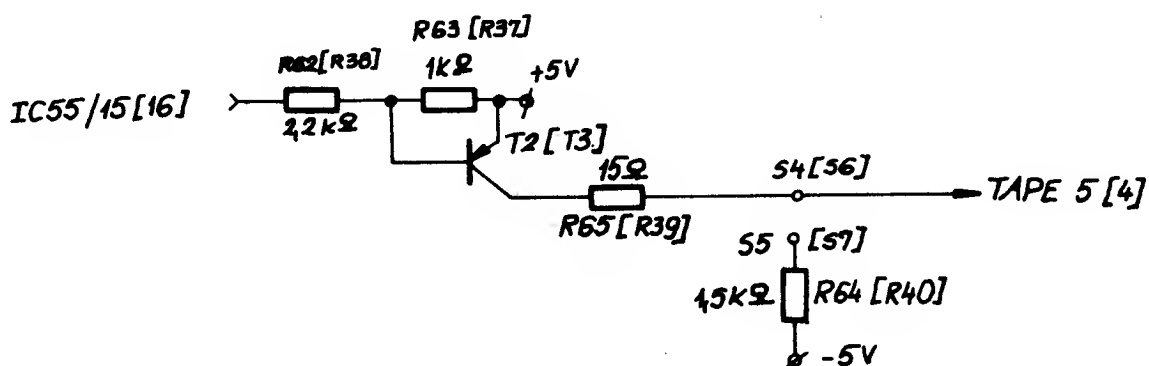 R63 [R37]
R62 [R38]
1KΩ
+5V
IC55/15 [16]
2,2KΩ
T2 [T3.]
15Ω
S4 [S6]
TAPE 5 [4]
R65 [R39]
S5 [S7]
1,5KΩ
R64 [R40]
-5V